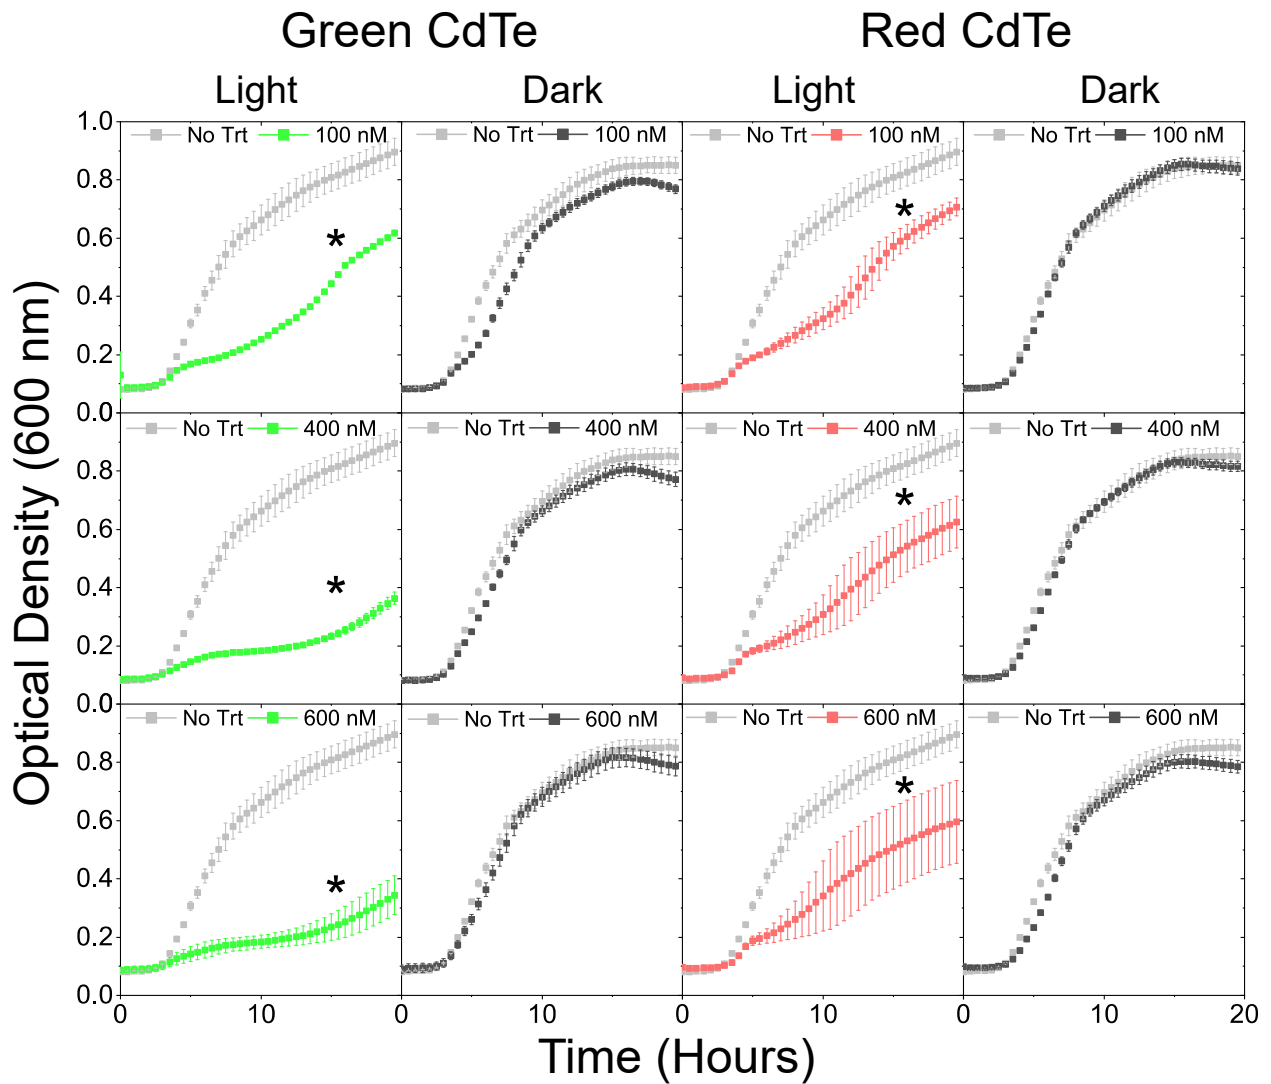 Green CdTe Red CdTe
Light Dark Light Dark
No Trt 100 nM No Trt 100 nM No Trt 100 nM No Trt 100 nM
1.0
0.8
*
*
0.6
0.4
0.2
0.0
No Trt 400 nM No Trt 400 nM No Trt 400 nM No Trt 400 nM
0.8
*
0.6
*
0.4
0.2
0.0
No Trt 600 nM No Trt 600 nM No Trt 600 nM No Trt 600 nM
0.8
*
0.6
0.4
*
0.2
0.0
0 10 0 10 0 10 0 10 20
Optical Density (600 nm)
Time (Hours)